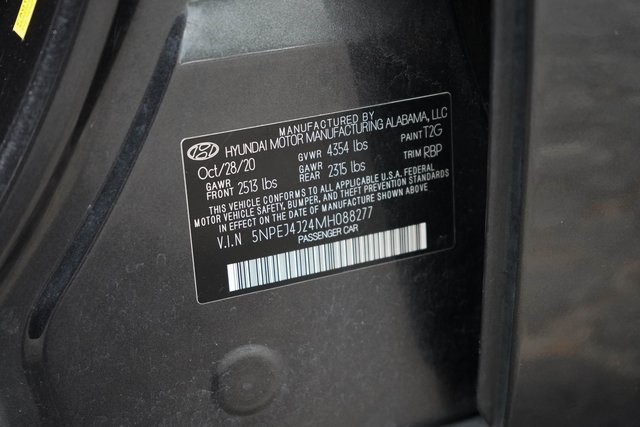 MANUFACTURED BY
HYUNDAI MOTOR MANUFACTURING ALABAMA, LLC
Oct/28/20 GVWR 4354 lbs PAINT T2G
GAWR FRONT 2513 lbs GAWR REAR 2315 lbs TRIM RBP
THIS VEHICLE CONFORMS TO ALL APPLICABLE U.S.A. FEDERAL
MOTOR VEHICLE SAFETY, BUMPER, AND THEFT PREVENTION STANDARDS
IN EFFECT ON THE DATE OF MANUFACTURE SHOWN ABOVE
V.I.N 5NPEJ4J24MH088277
PASSENGER CAR